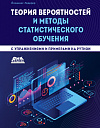 ТЕОРИЯ ВЕРОЯТНОСТЕЙ
И МЕТОДЫ
СТАТИСТИЧЕСКОГО
ОБУЧЕНИЯ
С УПРАЖНЕНИЯМИ И ПРИМЕРАМИ НА PYTHON